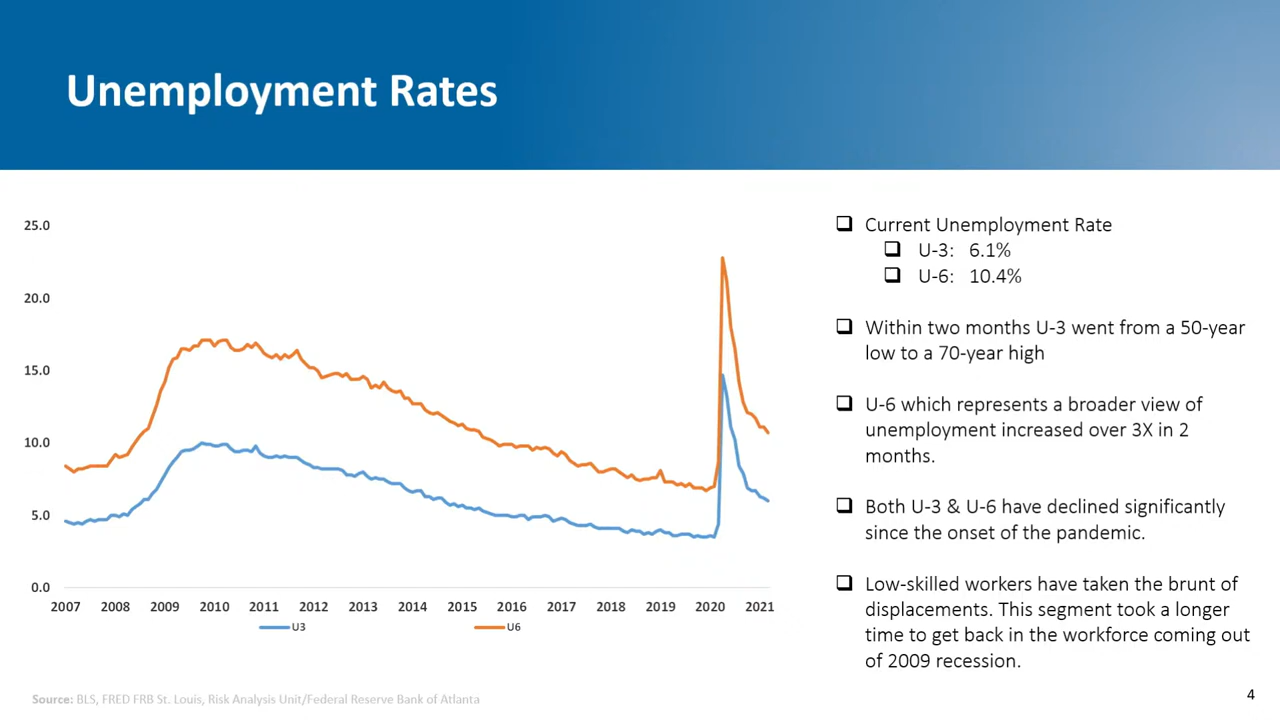 Unemployment Rates
25.0
20.0
15.0
10.0
5.0
0.0
2007 2008 2009 2010 2011 2012 2013 2014 2015 2016 2017 2018 2019 2020 2021
U3 U6
Current Unemployment Rate
U-3: 6.1%
U-6: 10.4%
Within two months U-3 went from a 50-year
low to a 70-year high
U-6 which represents a broader view of
unemployment increased over 3X in 2
months.
Both U-3 & U-6 have declined significantly
since the onset of the pandemic.
Low-skilled workers have taken the brunt of
displacements. This segment took a longer
time to get back in the workforce coming out
of 2009 recession.
Source: BLS, FRED FRB St. Louis, Risk Analysis Unit/Federal Reserve Bank of Atlanta
4